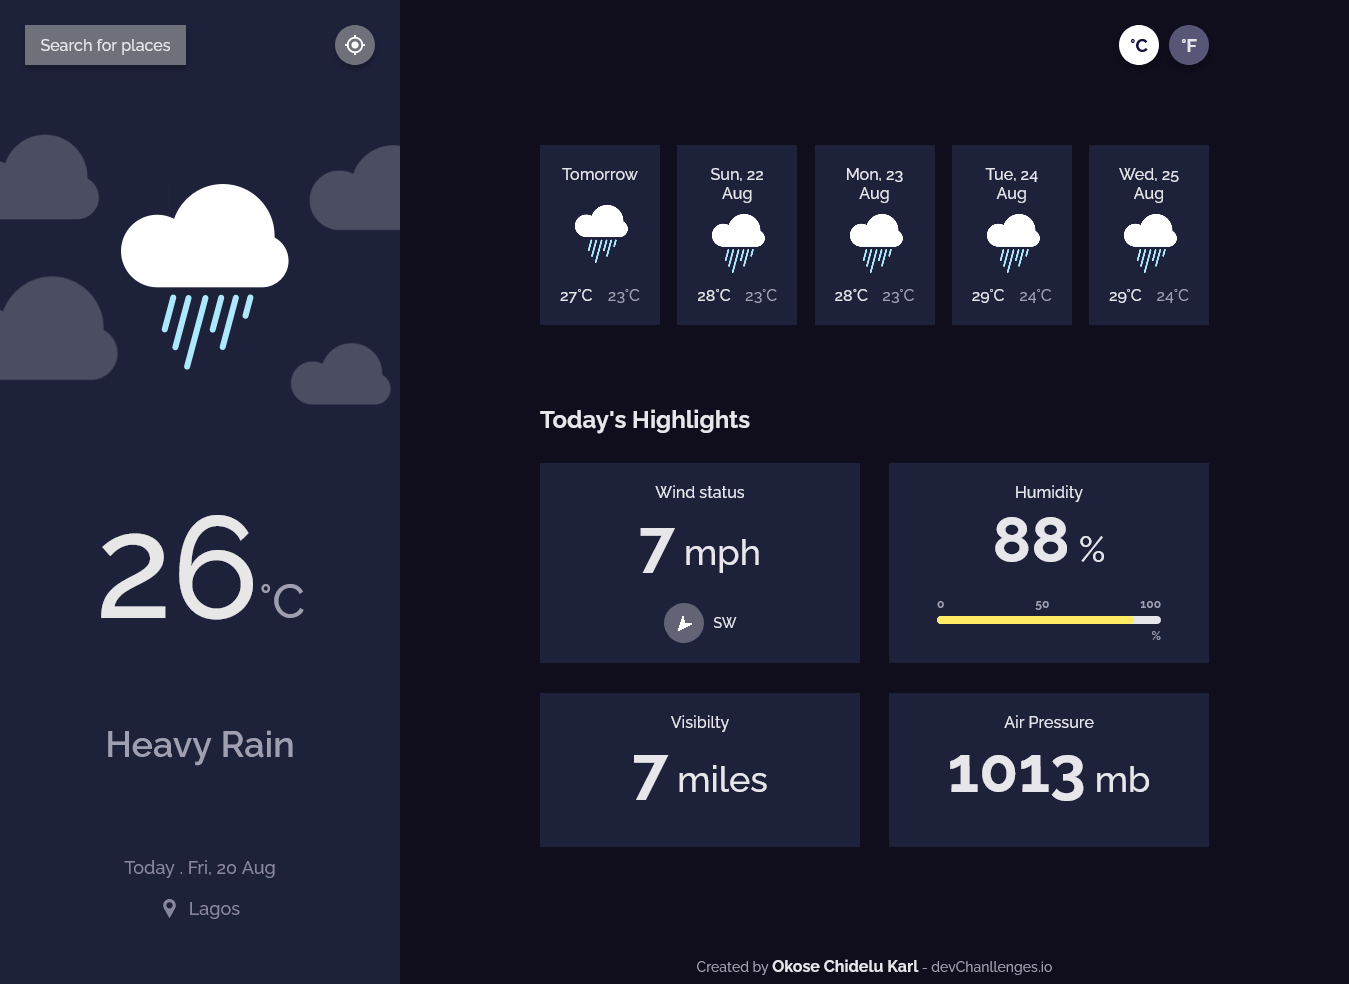 Search for places
°C
°F
Tomorrow
27°C 23°C
Sun, 22
Aug
28°C 23°C
Mon, 23
Aug
28°C 23°C
Tue, 24
Aug
29°C 24°C
Wed, 25
Aug
29°C 24°C
26°C
Heavy Rain
Today . Fri, 20 Aug
Lagos
Today's Highlights
Wind status
7 mph
SW
Humidity
88 %
0 50 100
%
Visibilty
7 miles
Air Pressure
1013 mb
Created by Okose Chidelu Karl - devChanllenges.io